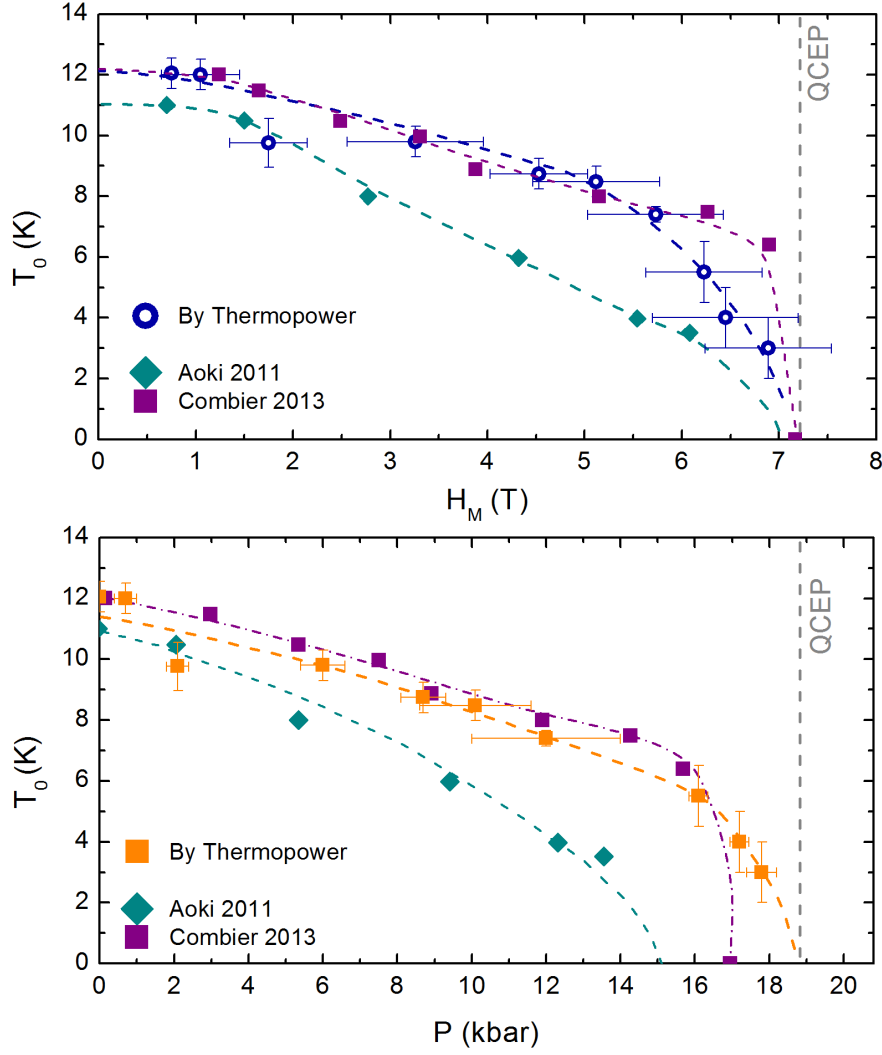 14
12
10
8
6
4
2
0
T0 (K)
QCEP
By Thermopower
Aoki 2011
Combier 2013
0 1 2 3 4 5 6 7 8
HM (T)
14
12
10
8
6
4
2
0
T0 (K)
QCEP
By Thermopower
Aoki 2011
Combier 2013
0 2 4 6 8 10 12 14 16 18 20
P (kbar)